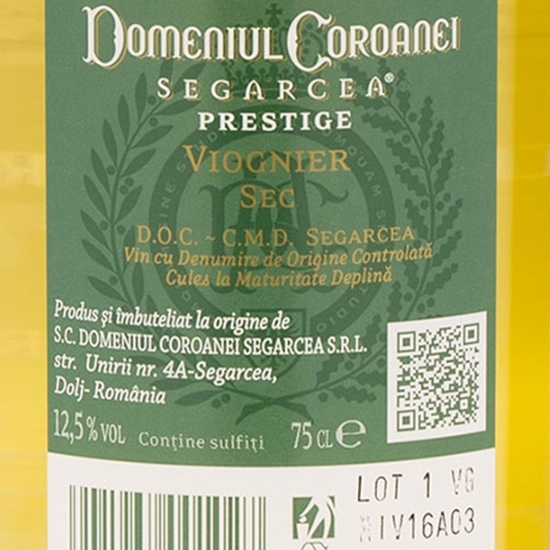 Domeniul Coroanei
SEGARCEA®
PRESTIGE
VIOGNIER
SEC
D.O.C. ~ C.M.D. SEGARCEA
Vin cu Denumire de Origine Controlată
Cules la Maturitate Deplină
Produs și îmbuteliat la origine de
S.C. DOMENIUL COROANEI SEGARCEA S.R.L.
str. Unirii nr. 4A-Segarcea,
Dolj- România
12,5% VOL Conține sulfiți 75 CL ℮
LOT 1 VG